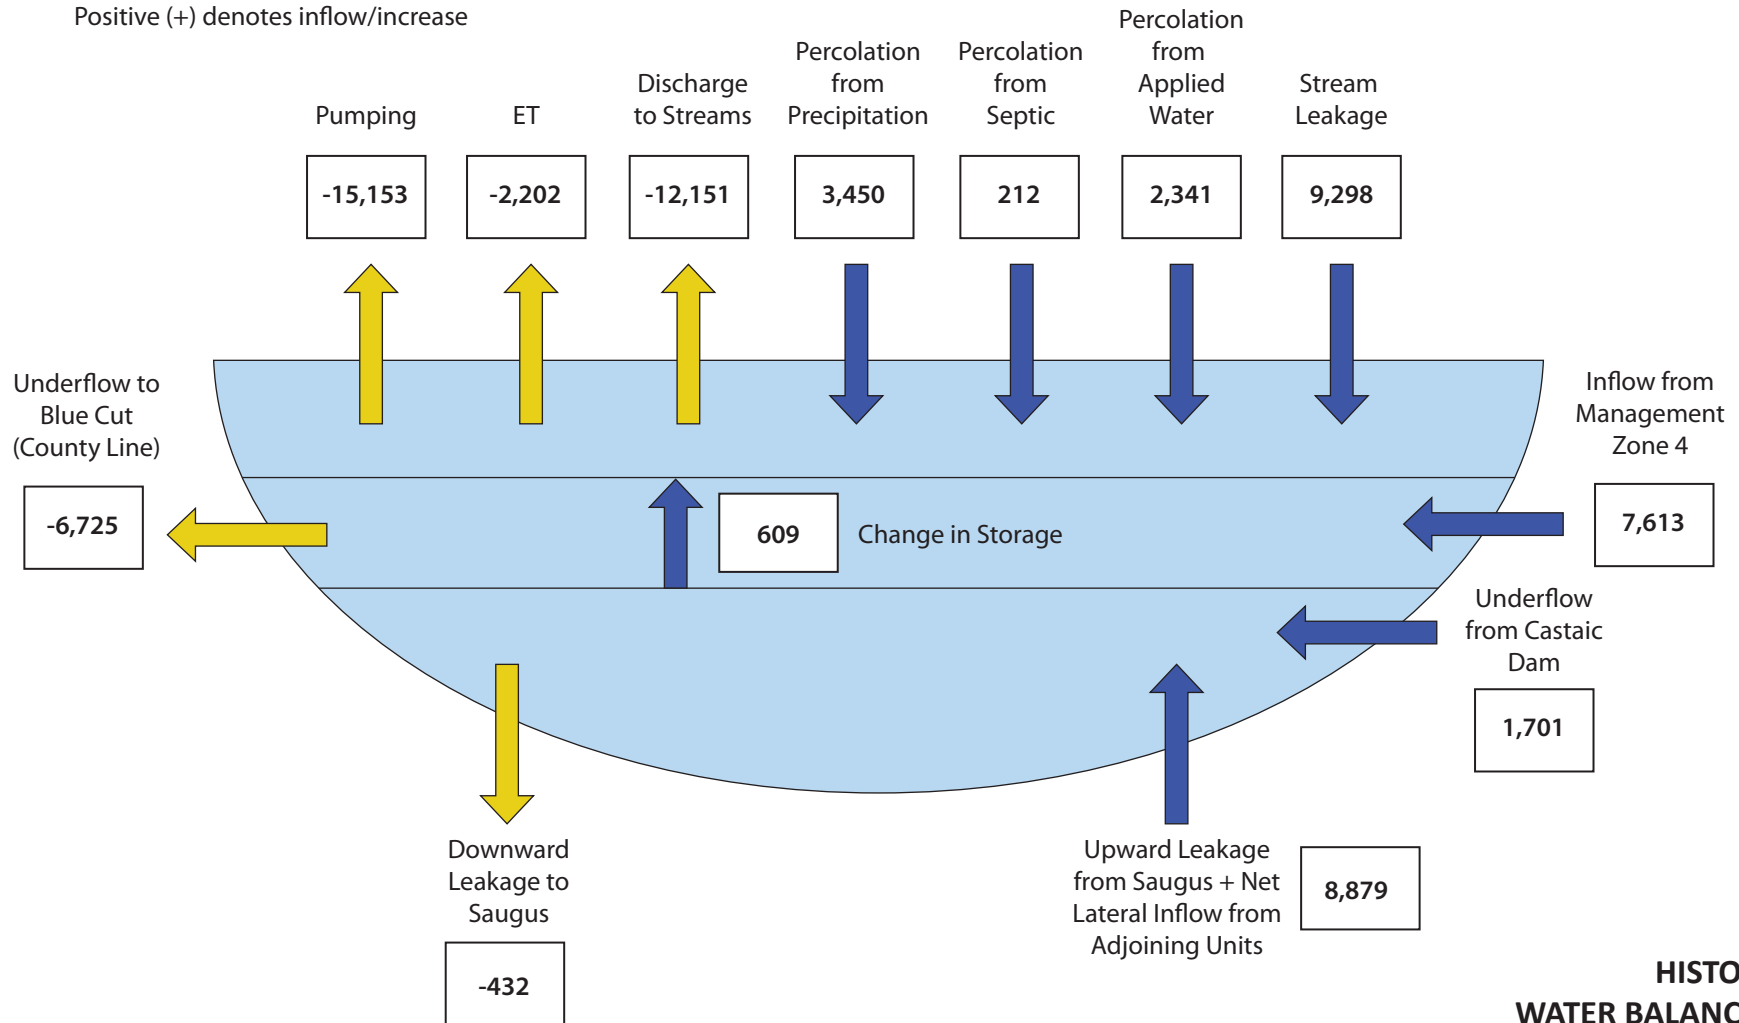 Positive (+) denotes inflow/increase
Pumping
-15,153
ET
-2,202
Discharge
to Streams
-12,151
Percolation
from
Precipitation
3,450
Percolation
from
Septic
212
Percolation
from
Applied
Water
2,341
Stream
Leakage
9,298
Underflow to
Blue Cut
(County Line)
-6,725
609
Change in Storage
Inflow from
Management
Zone 4
7,613
Underflow
from Castaic
Dam
1,701
Downward
Leakage to
Saugus
-432
Upward Leakage
from Saugus + Net
Lateral Inflow from
Adjoining Units
8,879
HISTO
WATER BALANC